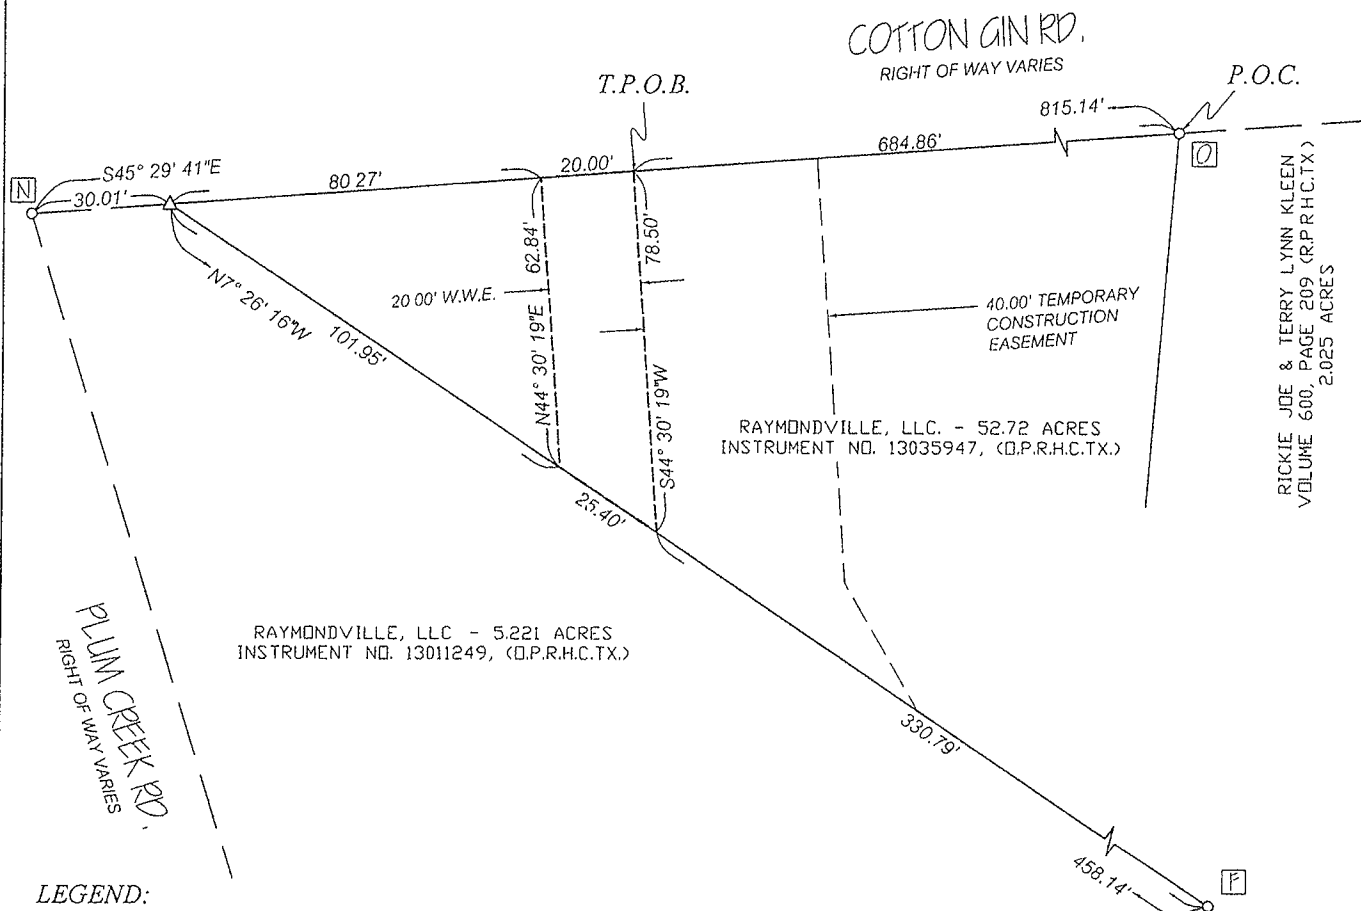 COTTON GIN RD.
RIGHT OF WAY VARIES
T.P.O.B.
P.O.C.
815.14'
684.86'
20.00'
80 27'
S45° 29' 41"E
30.01'
N
O
62.84'
78.50'
N7° 26' 16"W
101.95'
20 00' W.W.E.
N44° 30' 19"E
S44° 30' 19"W
40.00' TEMPORARY
CONSTRUCTION
EASEMENT
RICKIE JOE & TERRY LYNN KLEEN
VOLUME 600, PAGE 209 (R.P.R.H.C.TX)
2.025 ACRES
RAYMONDVILLE, LLC. - 52.72 ACRES
INSTRUMENT NO. 13035947, (O.P.R.H.C.TX.)
25.40'
RAYMONDVILLE, LLC - 5.221 ACRES
INSTRUMENT NO. 13011249, (O.P.R.H.C.TX.)
PLUM CREEK RD.
RIGHT OF WAY VARIES
330.79'
458.14'
F
LEGEND: